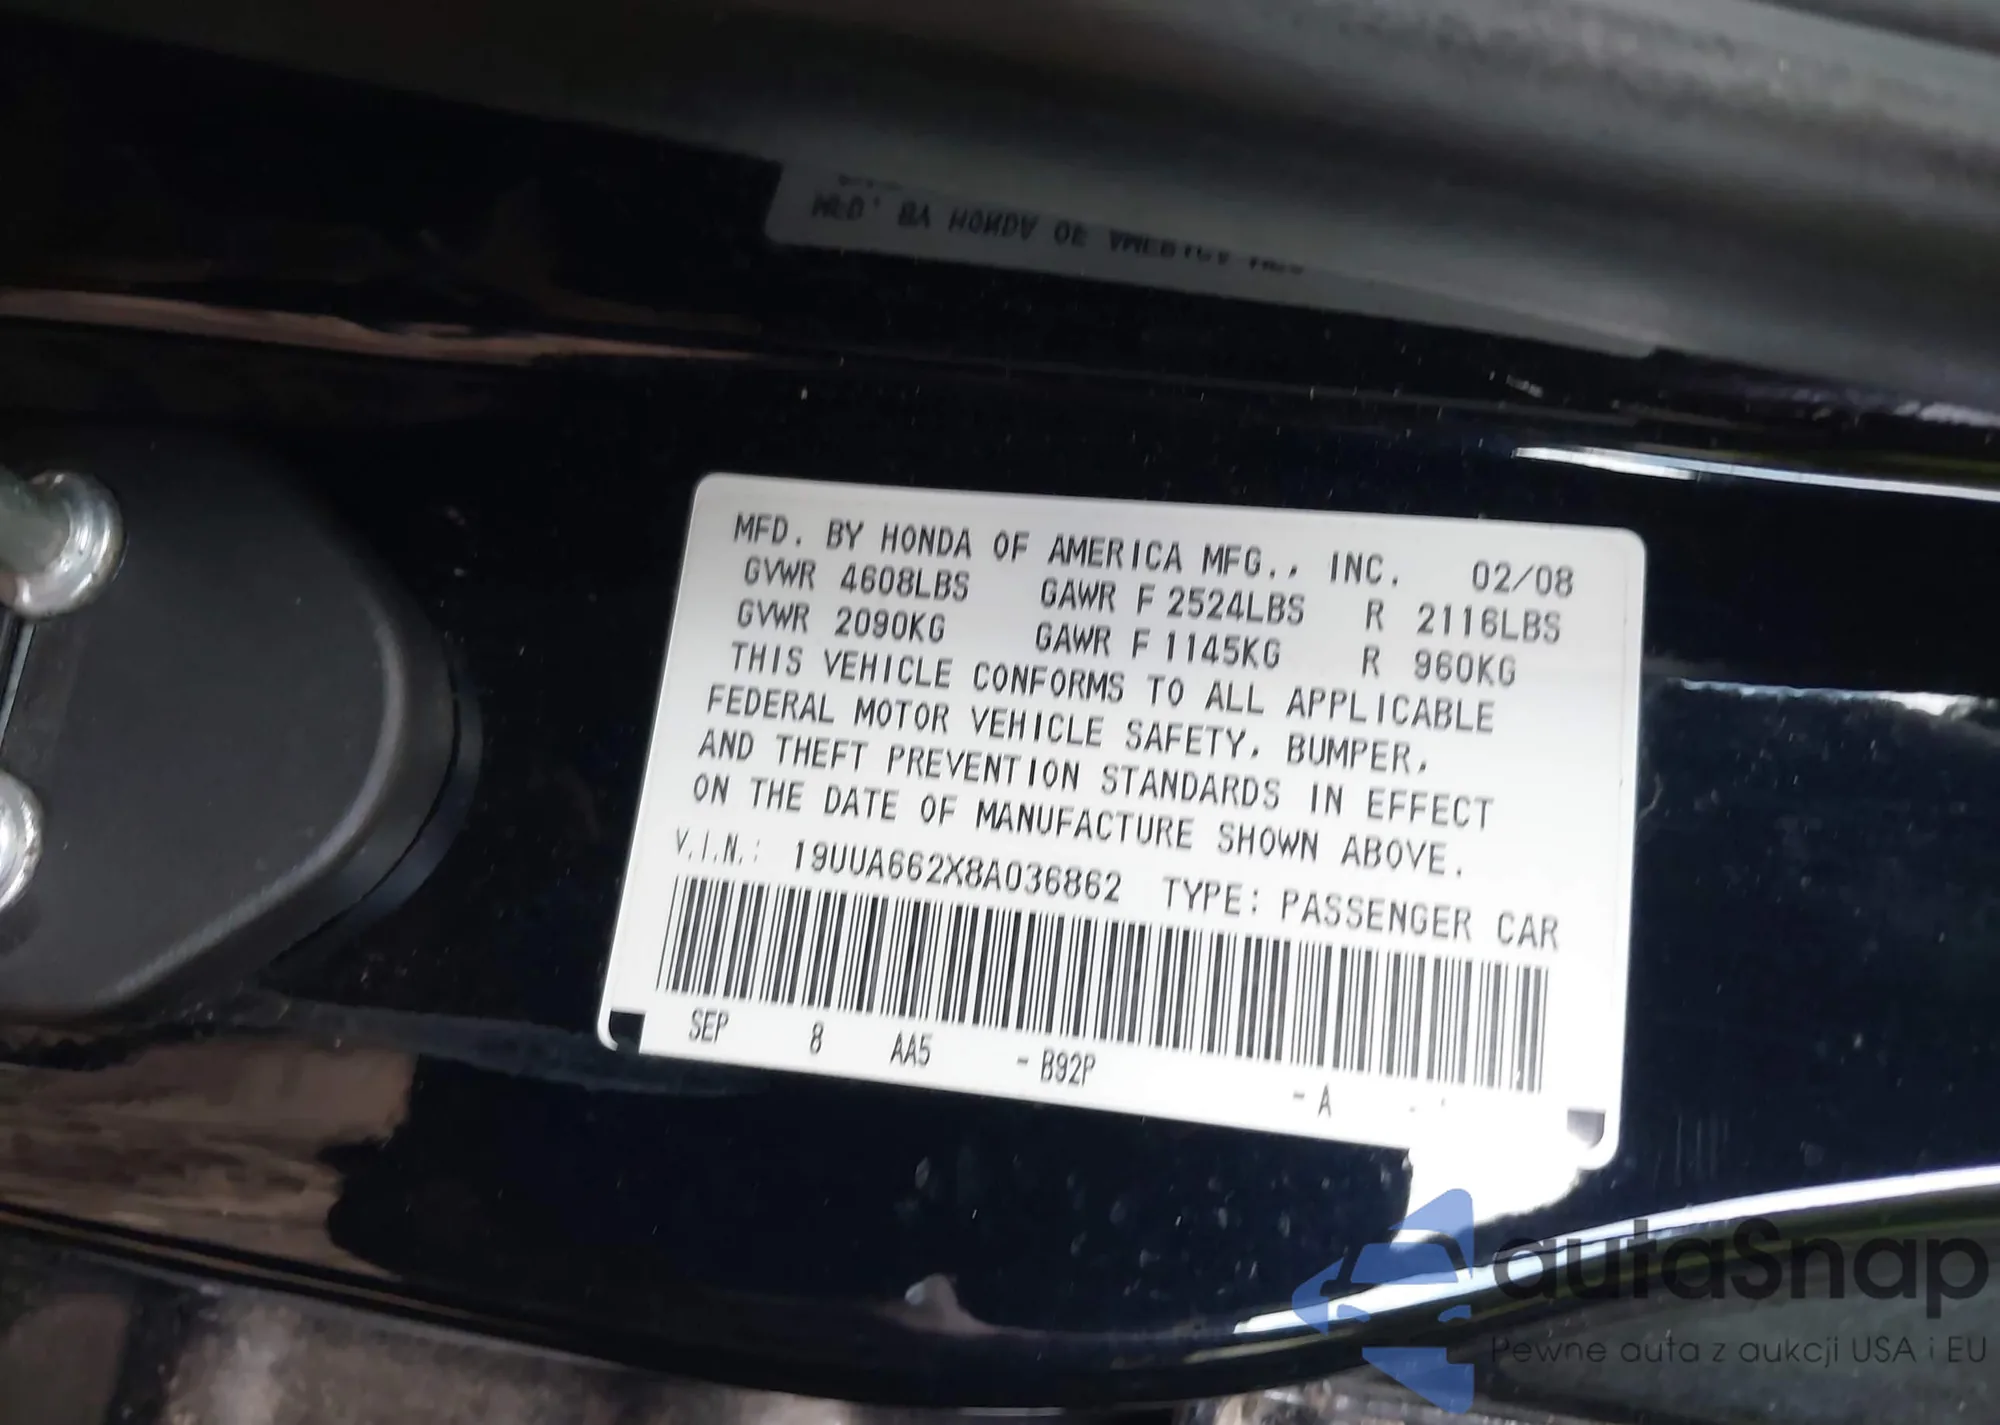 MFD. BY HONDA OF AMERICA MFG., INC. 02/08
GVWR 4608LBS GAWR F 2524LBS R 2116LBS
GVWR 2090KG GAWR F 1145KG R 960KG
THIS VEHICLE CONFORMS TO ALL APPLICABLE
FEDERAL MOTOR VEHICLE SAFETY, BUMPER,
AND THEFT PREVENTION STANDARDS IN EFFECT
ON THE DATE OF MANUFACTURE SHOWN ABOVE.
V.I.N.: 19UUA662X8A036862 TYPE: PASSENGER CAR
SEP 8 AA5 - B92P - A
autaSnap
Pewne auta z aukcji USA i EU